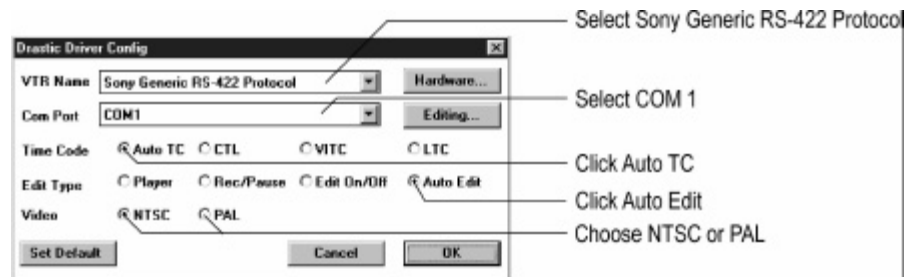 Select Sony Generic RS-422 Protocol
Drastic Driver Config
VTR Name Sony Generic RS-422 Protocol Hardware...
Select COM 1
Com Port COM1 Editing...
Time Code Auto TC CTL VITC LTC
Click Auto TC
Edit Type Player Rec/Pause Edit On/Off Auto Edit
Click Auto Edit
Video NTSC PAL
Choose NTSC or PAL
Set Default Cancel OK